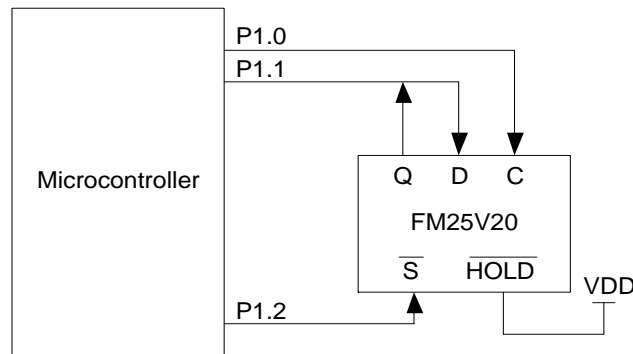 P1.0
P1.1
Microcontroller
Q D C
FM25V20
S HOLD
VDD
P1.2